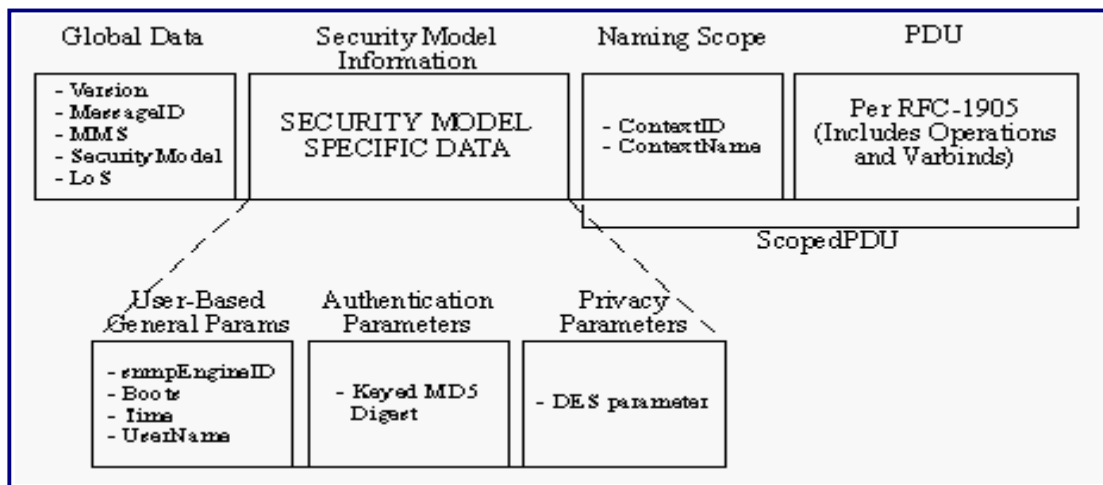 Global Data
- Version
- MessageID
- MMS
- SecurityModel
- LoS
Security Model
Information
SECURITY MODEL
SPECIFIC DATA
Naming Scope
- ContextID
- ContextName
PDU
Per RFC-1905
(Includes Operations
and Varbinds)
ScopedPDU
User-Based
General Params
- snmpEngineID
- Boots
- Time
- UserName
Authentication
Parameters
- Keyed MD5
Digest
Privacy
Parameters
- DES parameter